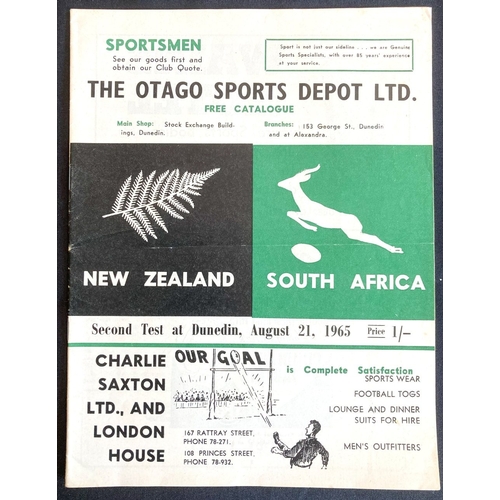 SPORTSMEN
See our goods first and
obtain our Club Quote.
Sport is not just our sideline . . . we are Genuine
Sports Specialists, with over 85 years' experience
at your service.
THE OTAGO SPORTS DEPOT LTD.
FREE CATALOGUE
Main Shop: Stock Exchange Build-
ings, Dunedin.
Branches: 153 George St., Dunedin
and at Alexandra.
NEW ZEALAND
SOUTH AFRICA
Second Test at Dunedin, August 21, 1965 Price 1/-
CHARLIE
SAXTON
LTD., AND
LONDON
HOUSE
OUR GOAL
is Complete Satisfaction
167 RATTRAY STREET,
PHONE 78-271.
108 PRINCES STREET,
PHONE 78-932.
SPORTS WEAR
FOOTBALL TOGS
LOUNGE AND DINNER
SUITS FOR HIRE
MEN'S OUTFITTERS